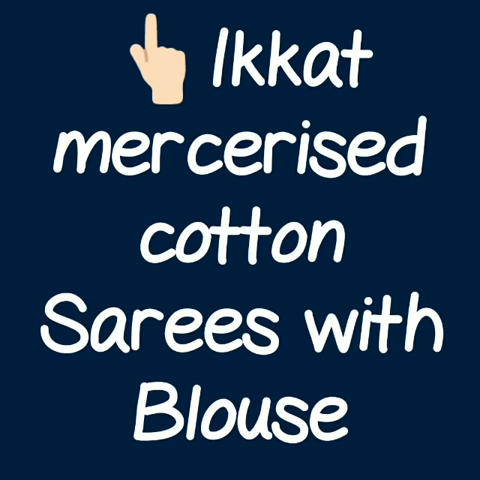 👆🏻 Ikkat
mercerised
cotton
Sarees with
Blouse